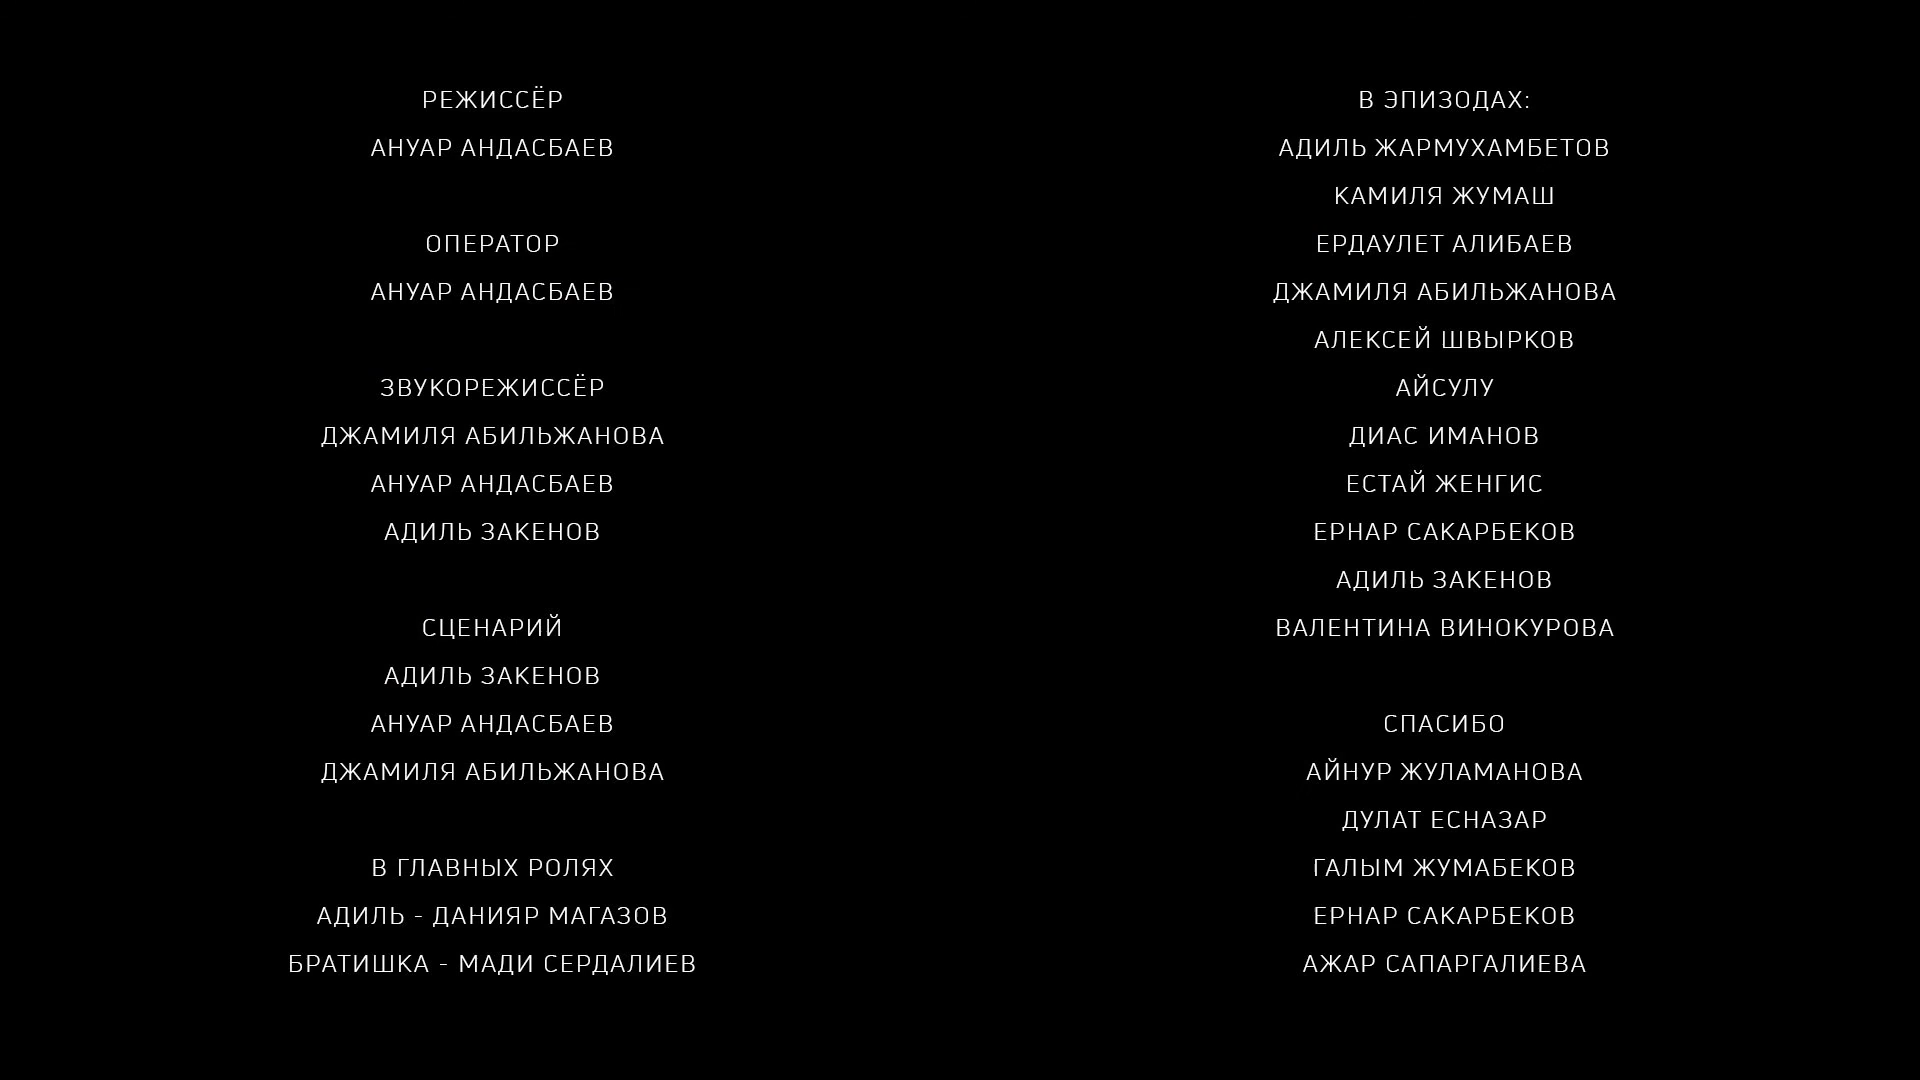 РЕЖИССЁР
АНУАР АНДАСБАЕВ
ОПЕРАТОР
АНУАР АНДАСБАЕВ
ЗВУКОРЕЖИССЁР
ДЖАМИЛЯ АБИЛЬЖАНОВА
АНУАР АНДАСБАЕВ
АДИЛЬ ЗАКЕНОВ
СЦЕНАРИЙ
АДИЛЬ ЗАКЕНОВ
АНУАР АНДАСБАЕВ
ДЖАМИЛЯ АБИЛЬЖАНОВА
В ГЛАВНЫХ РОЛЯХ
АДИЛЬ - ДАНИЯР МАГАЗОВ
БРАТИШКА - МАДИ СЕРДАЛИЕВ
В ЭПИЗОДАХ:
АДИЛЬ ЖАРМУХАМБЕТОВ
КАМИЛЯ ЖУМАШ
ЕРДАУЛЕТ АЛИБАЕВ
ДЖАМИЛЯ АБИЛЬЖАНОВА
АЛЕКСЕЙ ШВЫРКОВ
АЙСУЛУ
ДИАС ИМАНОВ
ЕСТАЙ ЖЕНГИС
ЕРНАР САКАРБЕКОВ
АДИЛЬ ЗАКЕНОВ
ВАЛЕНТИНА ВИНОКУРОВА
СПАСИБО
АЙНУР ЖУЛАМАНОВА
ДУЛАТ ЕСНАЗАР
ГАЛЫМ ЖУМАБЕКОВ
ЕРНАР САКАРБЕКОВ
АЖАР САПАРГАЛИЕВА